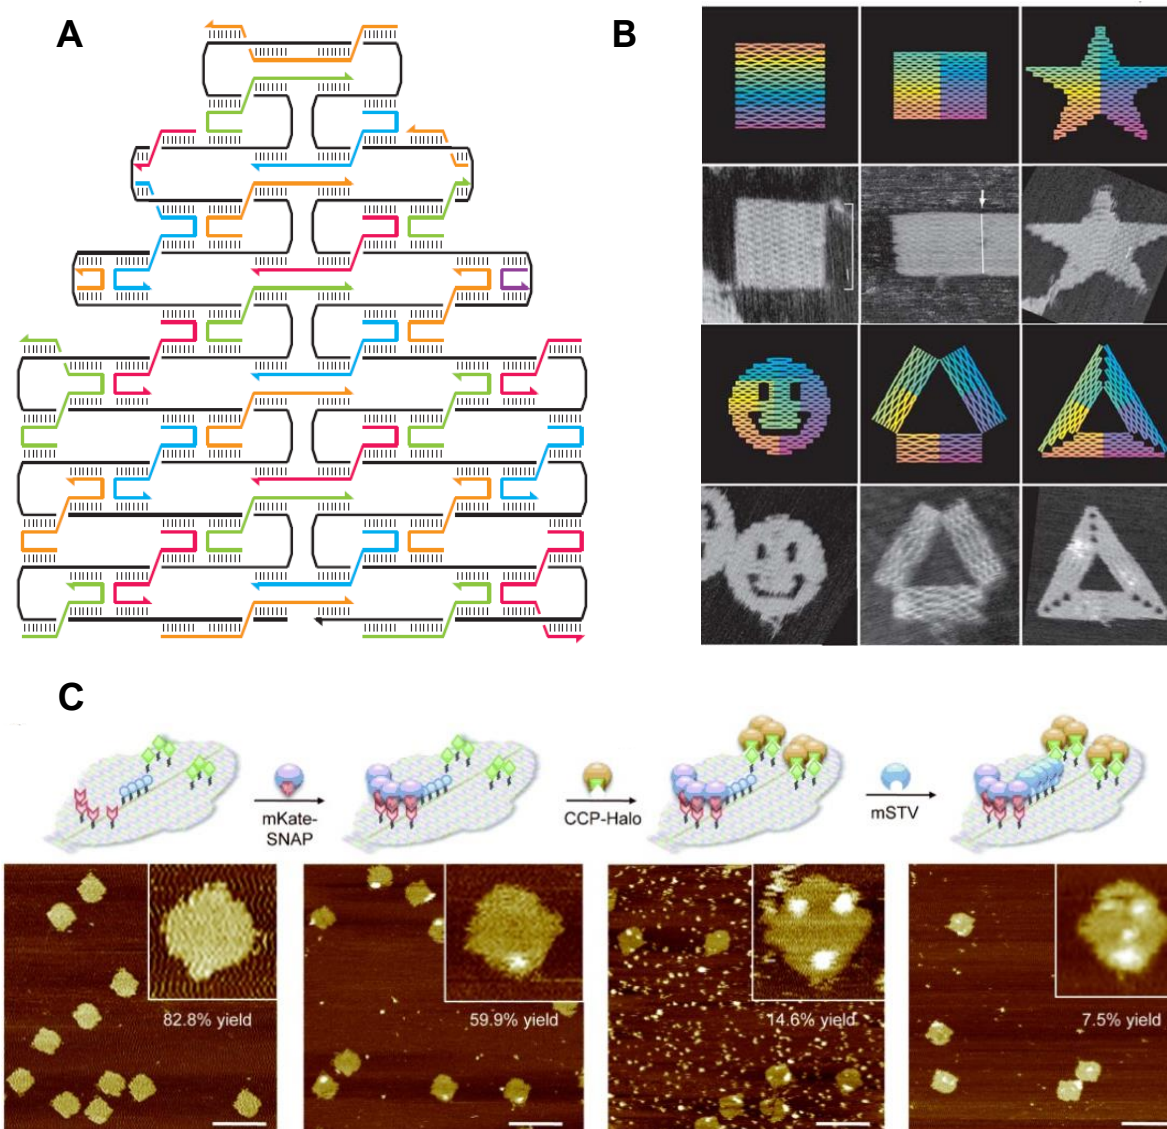 A
B
C
mKate-
SNAP
CCP-Halo
mSTV
82.8% yield
59.9% yield
14.6% yield
7.5% yield